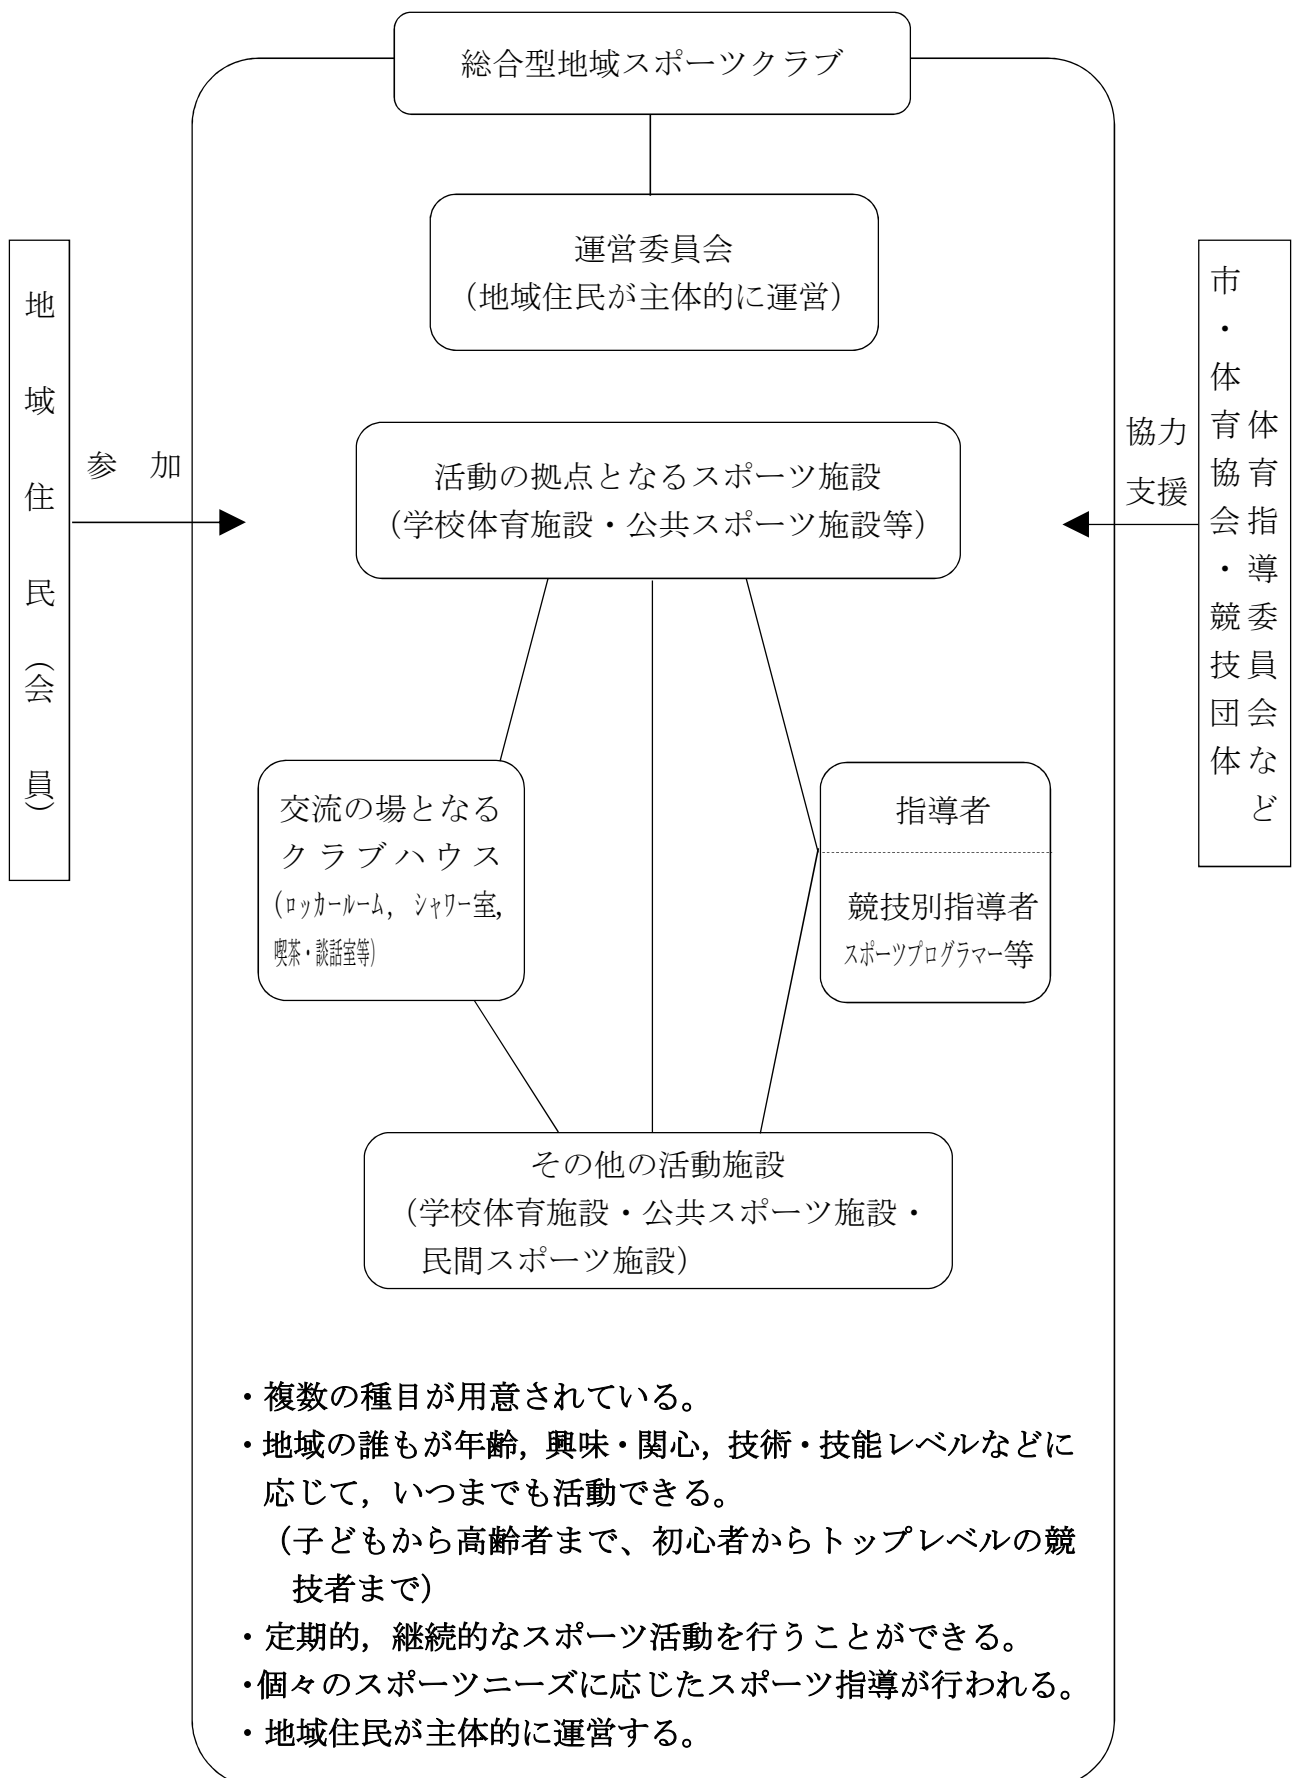 総合型地域スポーツクラブ
運営委員会
（地域住民が主体的に運営）
地域住民（会員）
参　加
活動の拠点となるスポーツ施設
（学校体育施設・公共スポーツ施設等）
協力
支援
市・体育協会・競技団体
体育指導委員会など
交流の場となる
クラブハウス
（ロッカールーム，シャワー室，
喫茶・談話室等）
指導者
競技別指導者
スポーツプログラマー等
その他の活動施設
（学校体育施設・公共スポーツ施設・
民間スポーツ施設）
・複数の種目が用意されている。
・地域の誰もが年齢，興味・関心，技術・技能レベルなどに
応じて，いつまでも活動できる。
（子どもから高齢者まで、初心者からトップレベルの競
技者まで）
・定期的，継続的なスポーツ活動を行うことができる。
・個々のスポーツニーズに応じたスポーツ指導が行われる。
・地域住民が主体的に運営する。